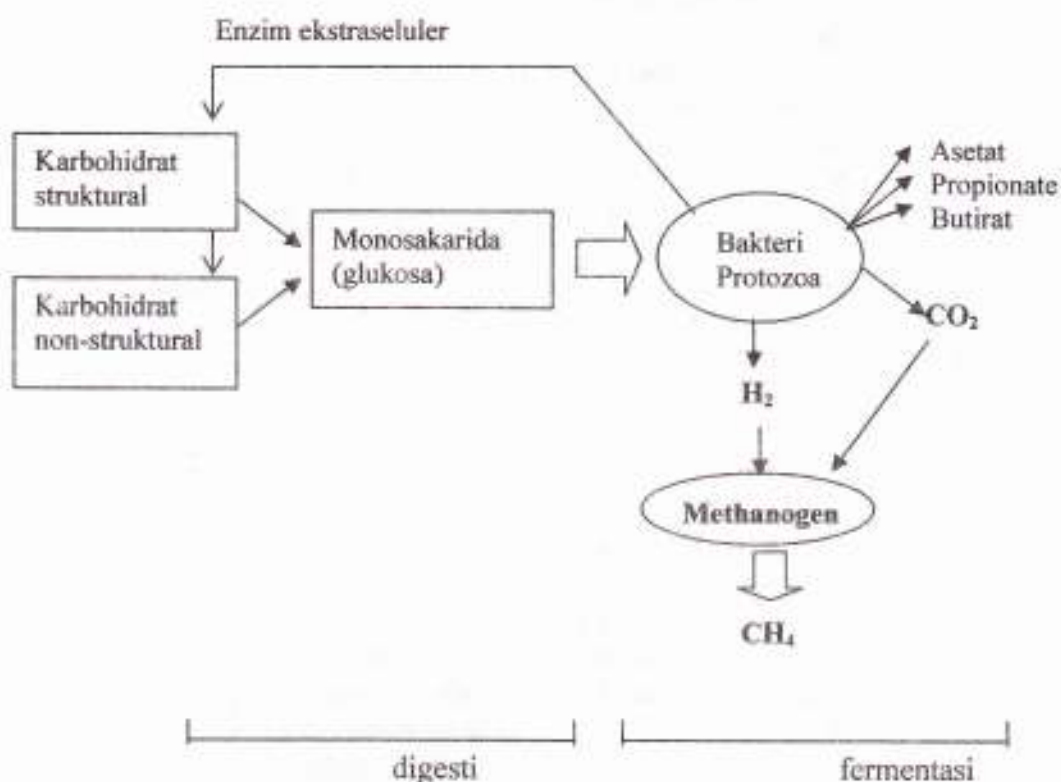 Enzim ekstraseluler
Karbohidrat
struktural
Karbohidrat
non-struktural
Monosakarida
(glukosa)
Bakteri
Protozoa
Asetat
Propionate
Butirat
CO₂
H₂
Methanogen
CH₄
digesti
fermentasi